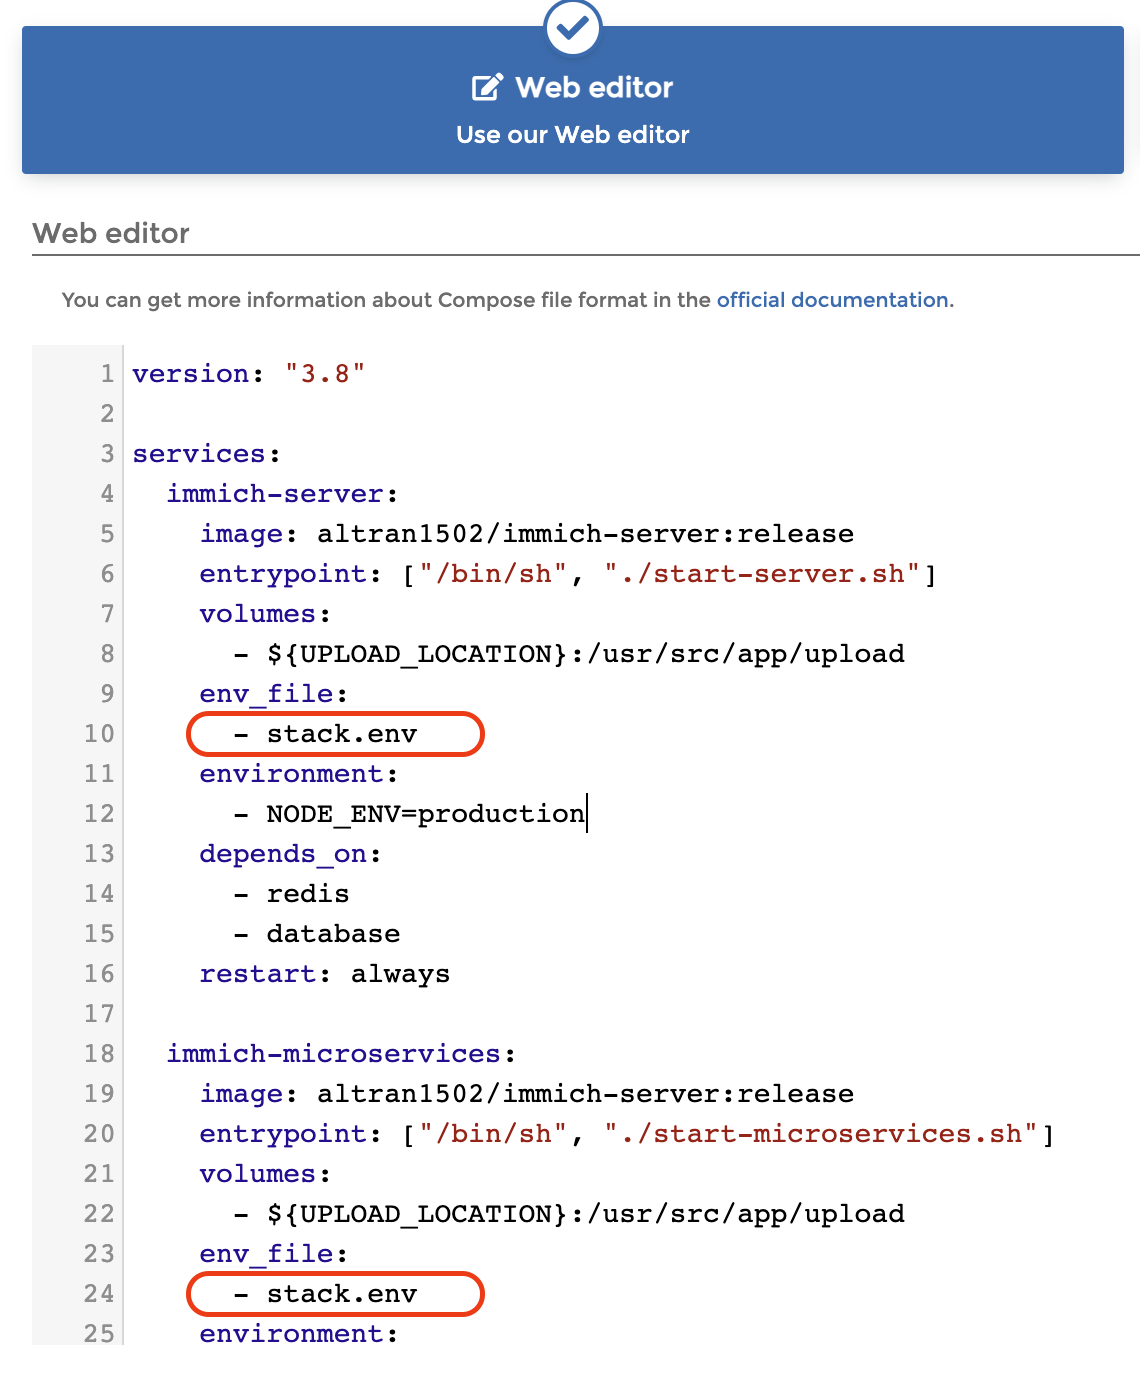 Web editor
Use our Web editor
Web editor
You can get more information about Compose file format in the official documentation.
1 version: "3.8"
2
3 services:
4   immich-server:
5     image: altran1502/immich-server:release
6     entrypoint: ["/bin/sh", "./start-server.sh"]
7     volumes:
8       - ${UPLOAD_LOCATION}:/usr/src/app/upload
9     env_file:
10       - stack.env
11     environment:
12       - NODE_ENV=production
13     depends_on:
14       - redis
15       - database
16     restart: always
17
18   immich-microservices:
19     image: altran1502/immich-server:release
20     entrypoint: ["/bin/sh", "./start-microservices.sh"]
21     volumes:
22       - ${UPLOAD_LOCATION}:/usr/src/app/upload
23     env_file:
24       - stack.env
25     environment: